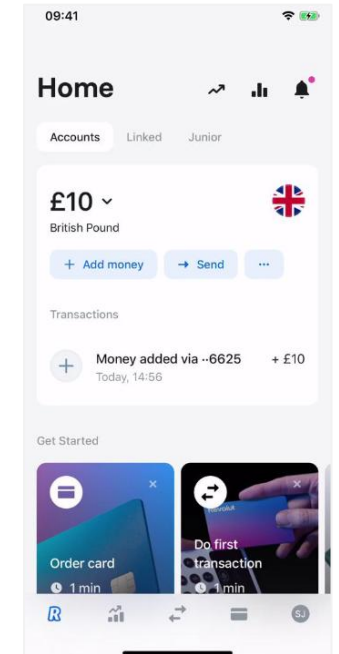 09:41
Home
Accounts Linked Junior
£10
British Pound
+ Add money → Send ...
Transactions
Money added via ··6625 + £10
Today, 14:56
Get Started
Order card
1 min
Revolut
Do first
transaction
1 min
R
SJ